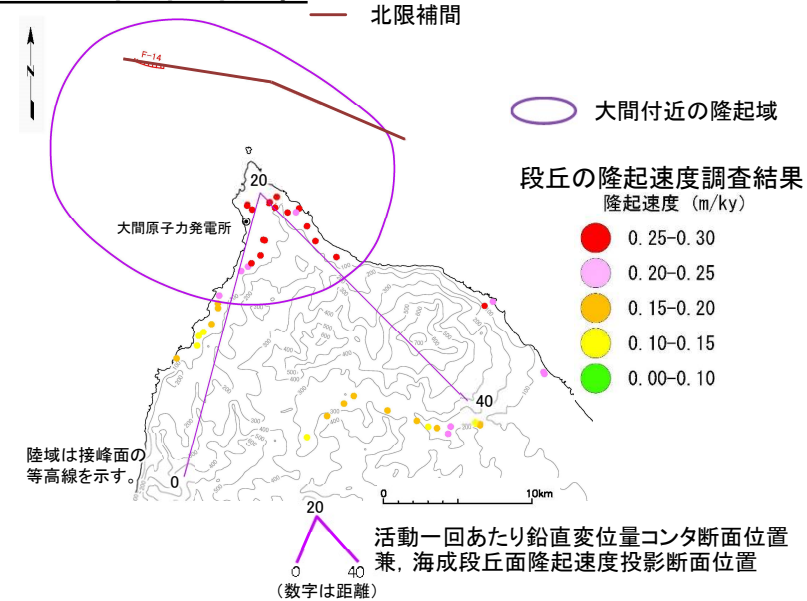 北限補間
F-14
N
大間付近の隆起域
20
大間原子力発電所
段丘の隆起速度調査結果
隆起速度 (m/ky)
0.25-0.30
0.20-0.25
0.15-0.20
0.10-0.15
0.00-0.10
40
陸域は接峰面の
等高線を示す。
0
0 10km
20
0 40
(数字は距離)
活動一回あたり鉛直変位量コンタ断面位置
兼, 海成段丘面隆起速度投影断面位置